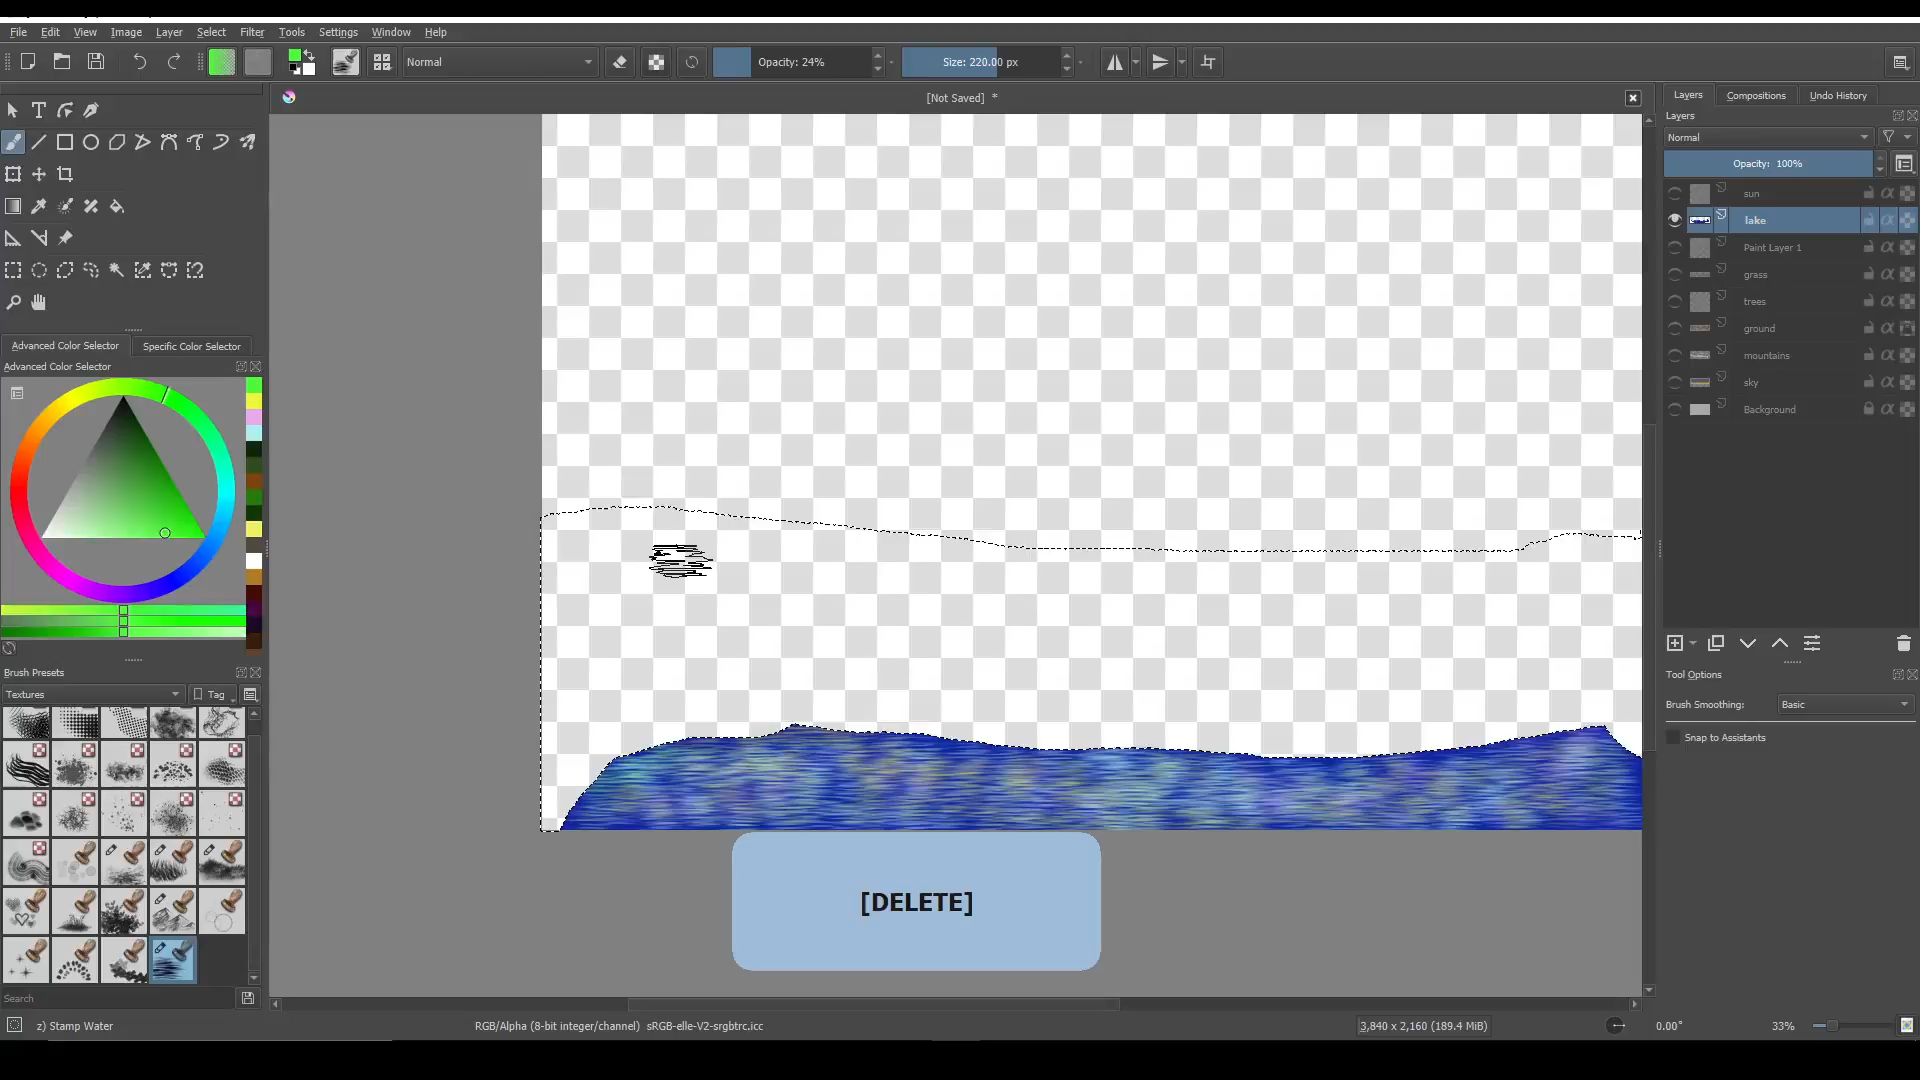 File Edit View Image Layer Select Filter Tools Settings Window Help
Normal
Opacity: 24%
Size: 220.00 px
[Not Saved] *
Layers Compositions Undo History
Layers
Normal
Opacity: 100%
sun
lake
Paint Layer 1
grass
trees
ground
mountains
sky
Background
Advanced Color Selector Specific Color Selector
Advanced Color Selector
Brush Presets
Textures Tag
Search
Tool Options
Brush Smoothing: Basic
Snap to Assistants
[DELETE]
z) Stamp Water
RGB/Alpha (8-bit integer/channel) sRGB-elle-V2-srgbtrc.icc
3,840 x 2,160 (189.4 MiB)
0.00°
33%